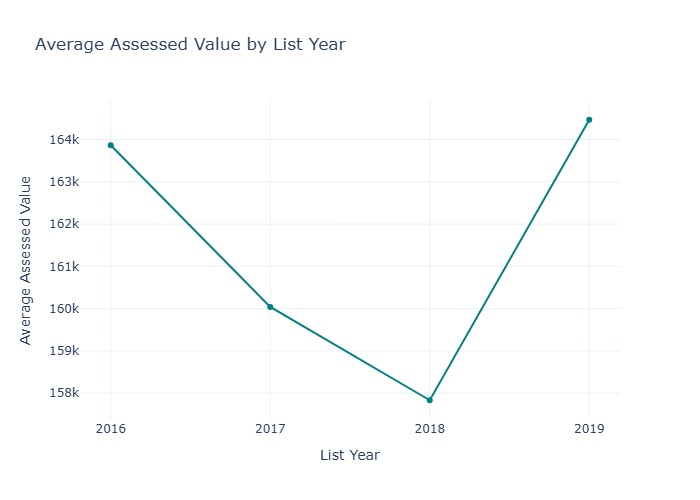 Average Assessed Value by List Year
Average Assessed Value
164k
163k
162k
161k
160k
159k
158k
2016
2017
2018
2019
List Year